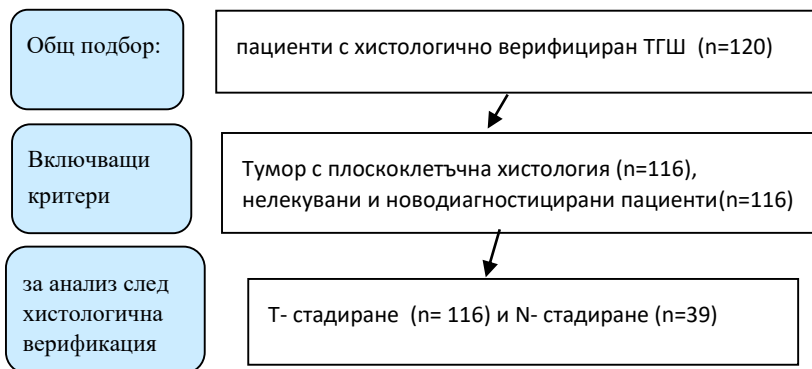 Общ подбор:
пациенти с хистологично верифициран ТГШ (n=120)
Включващи
критери
Тумор с плоскоклетъчна хистология (n=116),
нелекувани и новодиагностицирани пациенти(n=116)
за анализ след
хистологична
верификация
Т- стадиране (n= 116) и N- стадиране (n=39)